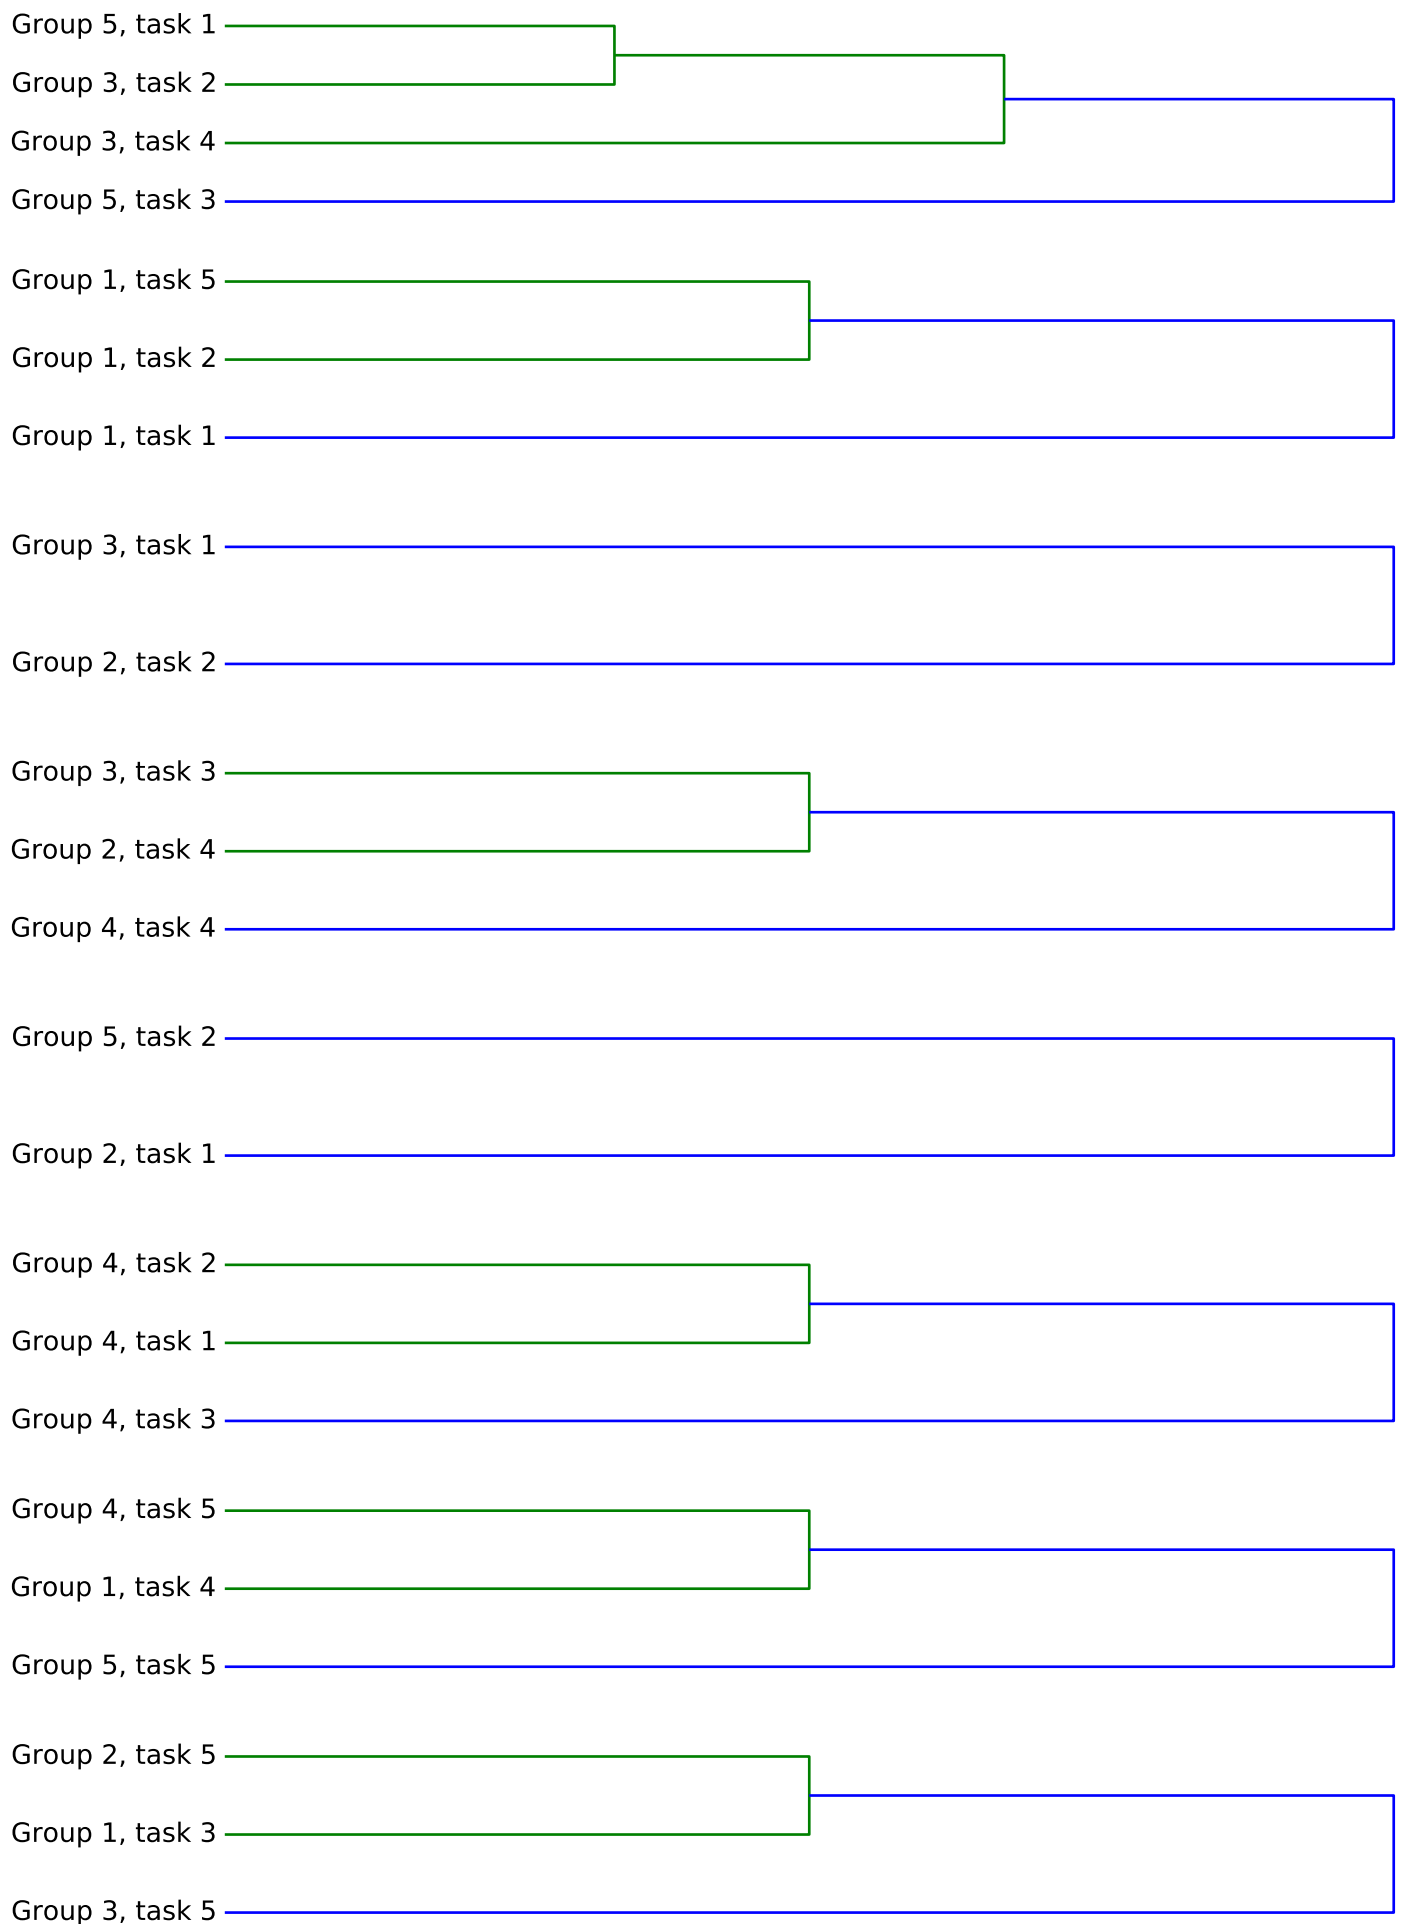 Group 5, task 1
Group 3, task 2
Group 3, task 4
Group 5, task 3
Group 1, task 5
Group 1, task 2
Group 1, task 1
Group 3, task 1
Group 2, task 2
Group 3, task 3
Group 2, task 4
Group 4, task 4
Group 5, task 2
Group 2, task 1
Group 4, task 2
Group 4, task 1
Group 4, task 3
Group 4, task 5
Group 1, task 4
Group 5, task 5
Group 2, task 5
Group 1, task 3
Group 3, task 5